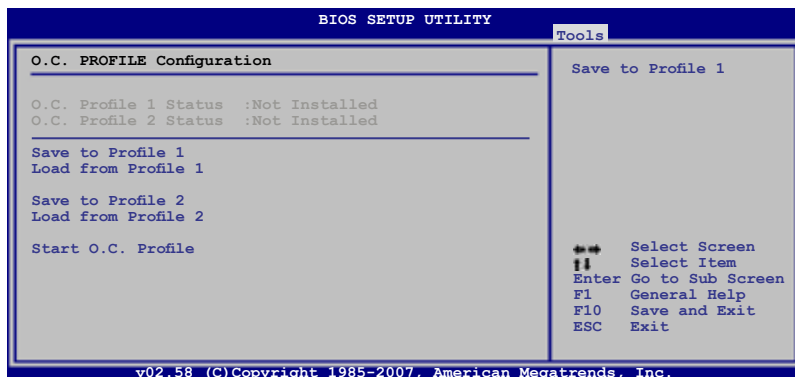 BIOS SETUP UTILITY
Tools
O.C. PROFILE Configuration
O.C. Profile 1 Status :Not Installed
O.C. Profile 2 Status :Not Installed
Save to Profile 1
Load from Profile 1
Save to Profile 2
Load from Profile 2
Start O.C. Profile
Save to Profile 1
Select Screen
Select Item
Enter Go to Sub Screen
F1 General Help
F10 Save and Exit
ESC Exit
v02.58 (C)Copyright 1985-2007, American Megatrends, Inc.